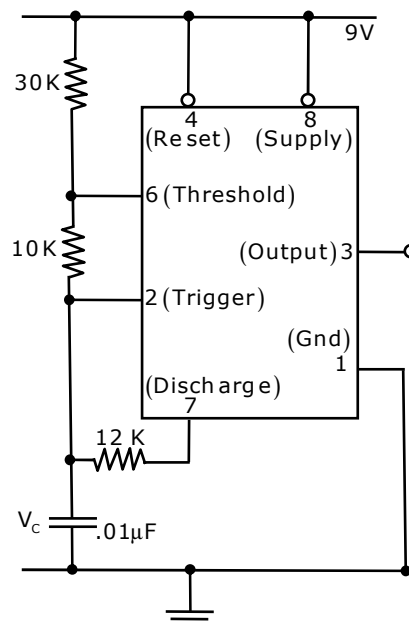 9V
30K
4
8
(Reset)
(Supply)
6 (Threshold)
10K
(Output) 3
2 (Trigger)
(Gnd)
1
(Discharge)
7
12 K
V_C
.01μF